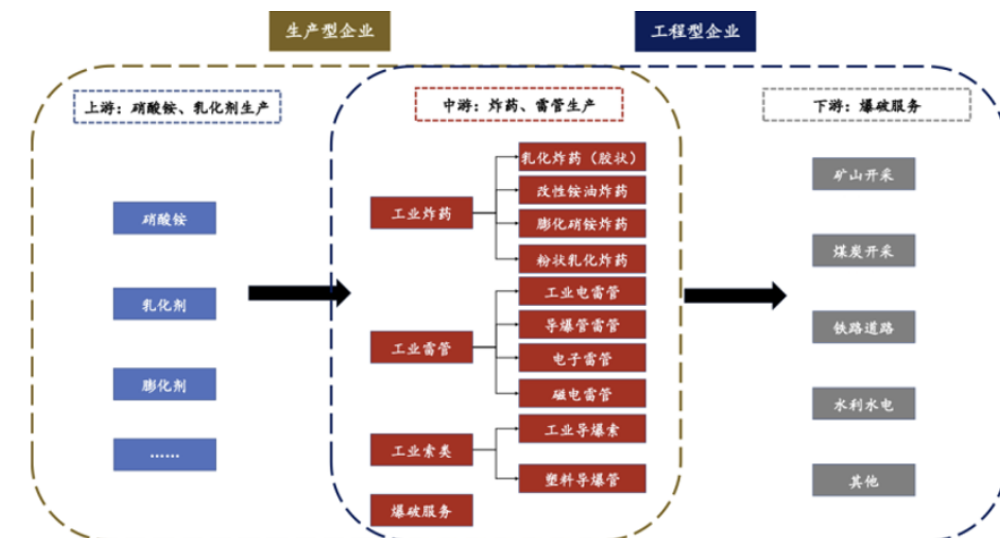 生产型企业
工程型企业
上游：硝酸铵、乳化剂生产
中游：炸药、雷管生产
下游：爆破服务
硝酸铵
乳化剂
膨化剂
……
工业炸药
乳化炸药（胶状）
改性铵油炸药
膨化硝铵炸药
粉状乳化炸药
工业雷管
工业电雷管
导爆管雷管
电子雷管
磁电雷管
工业索类
工业导爆索
塑料导爆管
爆破服务
矿山开采
煤炭开采
铁路道路
水利水电
其他